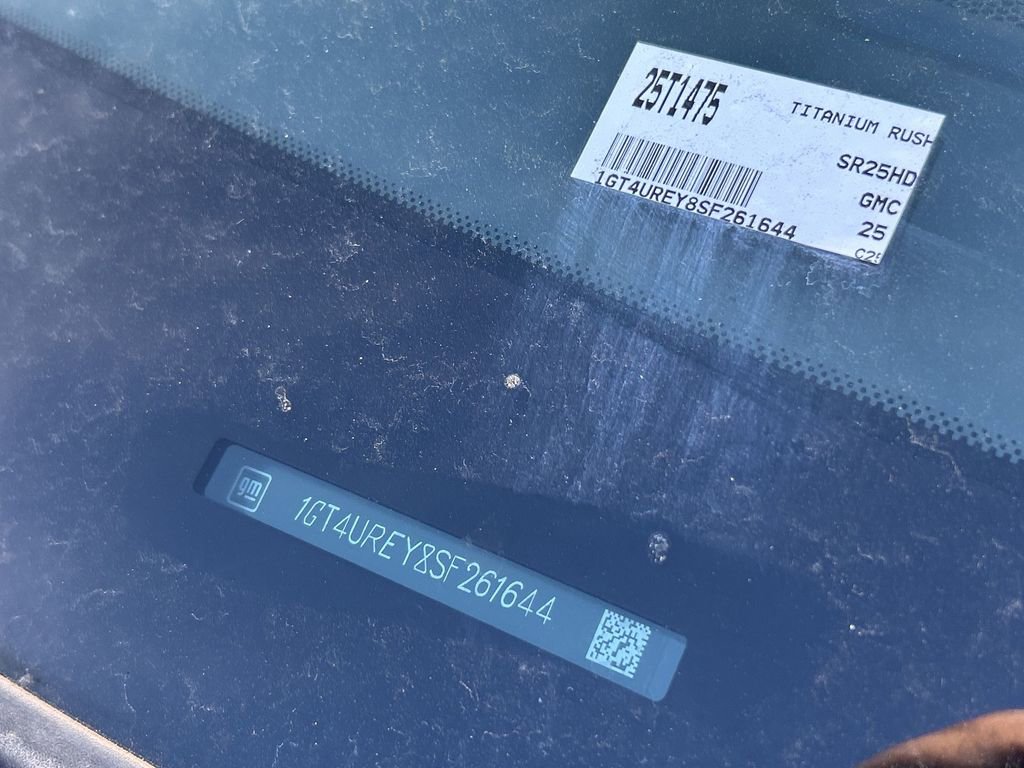 25T1475
TITANIUM RUSH
SR25HD
GMC
1GT4UREY8SF261644
25
gm
1GT4UREY8SF261644